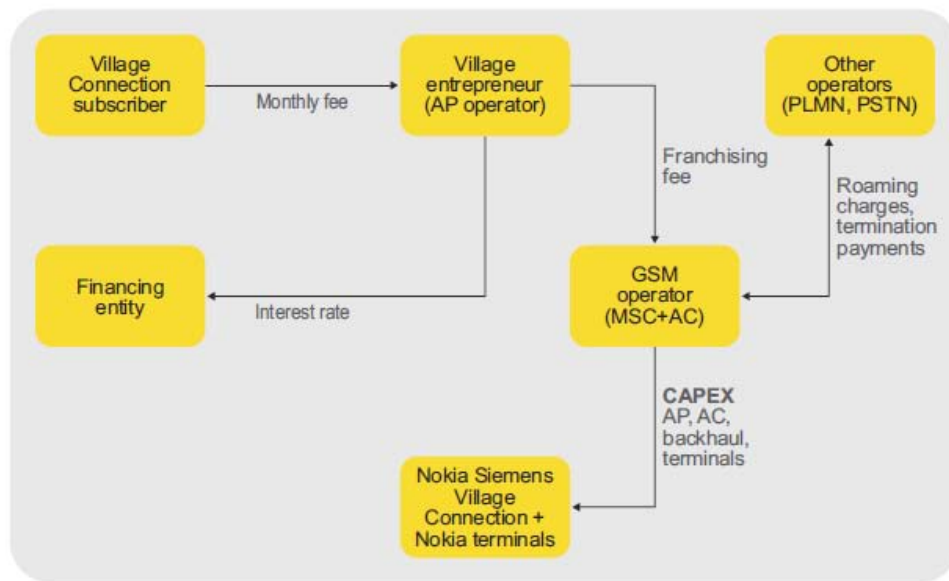 Village
Connection
subscriber
Monthly fee
Village
entrepreneur
(AP operator)
Other
operators
(PLMN, PSTN)
Franchising
fee
Roaming
charges,
termination
payments
Financing
entity
Interest rate
GSM
operator
(MSC+AC)
CAPEX
AP, AC,
backhaul,
terminals
Nokia Siemens
Village
Connection +
Nokia terminals